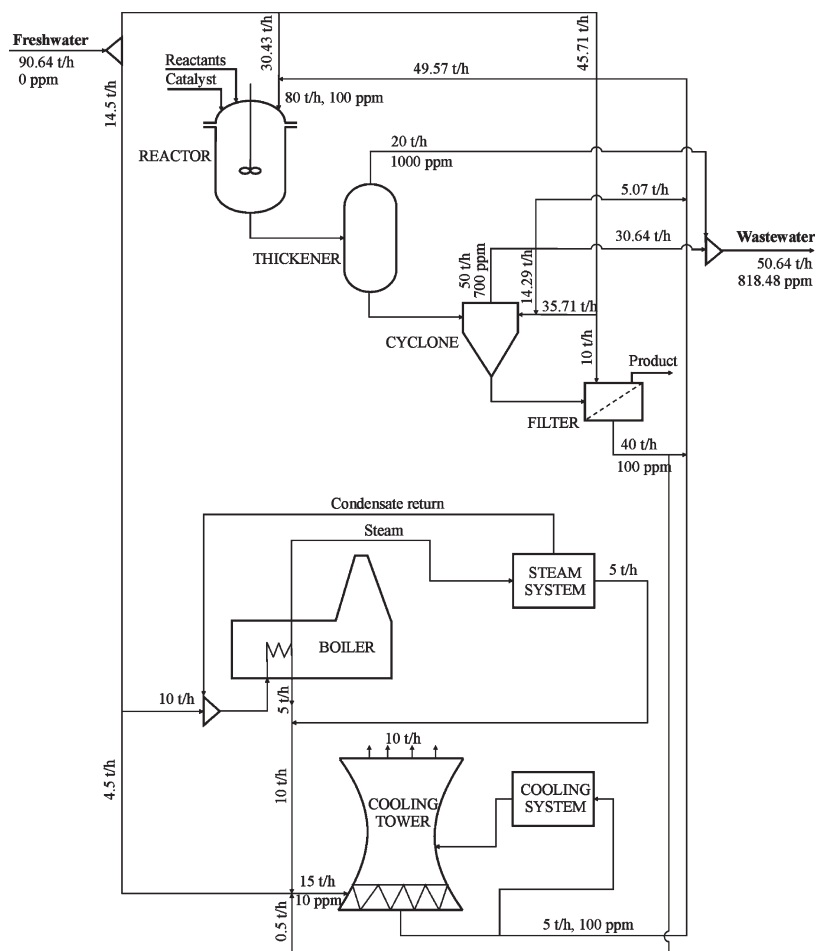 Freshwater
90.64 t/h
0 ppm
14.5 t/h
Reactants
Catalyst
30.43 t/h
45.71 t/h
49.57 t/h
80 t/h, 100 ppm
REACTOR
20 t/h
1000 ppm
5.07 t/h
THICKENER
50 t/h
700 ppm
14.29 t/h
30.64 t/h
Wastewater
50.64 t/h
818.48 ppm
35.71 t/h
CYCLONE
10 t/h
Product
FILTER
40 t/h
100 ppm
Condensate return
Steam
STEAM
SYSTEM
5 t/h
BOILER
10 t/h
5 t/h
10 t/h
4.5 t/h
10 t/h
COOLING
TOWER
COOLING
SYSTEM
15 t/h
10 ppm
0.5 t/h
5 t/h, 100 ppm